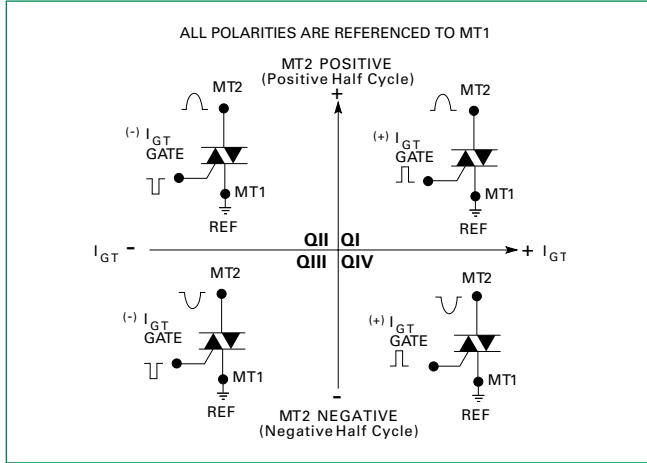 ALL POLARITIES ARE REFERENCED TO MT1
MT2 POSITIVE
(Positive Half Cycle)
+
MT2
(-) IGT
GATE
MT1
REF
MT2
(+) IGT
GATE
MT1
REF
IGT -
QII QI
QIII QIV
+ IGT
MT2
(-) IGT
GATE
MT1
REF
MT2
(+) IGT
GATE
MT1
REF
-
MT2 NEGATIVE
(Negative Half Cycle)